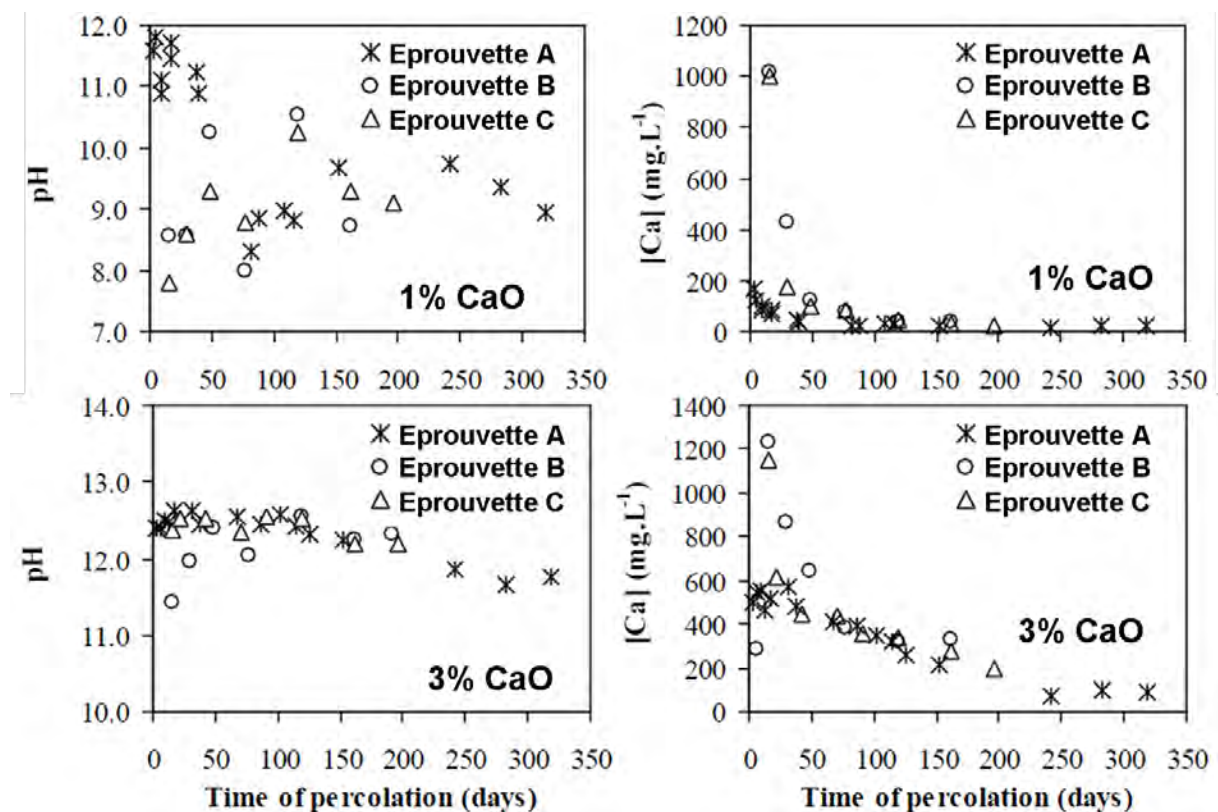 12.0
11.0
10.0
9.0
8.0
7.0
pH
Eprouvette A
Eprouvette B
Eprouvette C
1% CaO
0 50 100 150 200 250 300 350
1200
1000
800
600
400
200
0
[Ca] (mg.L⁻¹)
Eprouvette A
Eprouvette B
Eprouvette C
1% CaO
0 50 100 150 200 250 300 350
14.0
13.0
12.0
11.0
10.0
pH
Eprouvette A
Eprouvette B
Eprouvette C
3% CaO
0 50 100 150 200 250 300 350
Time of percolation (days)
1400
1200
1000
800
600
400
200
0
[Ca] (mg.L⁻¹)
Eprouvette A
Eprouvette B
Eprouvette C
3% CaO
0 50 100 150 200 250 300 350
Time of percolation (days)